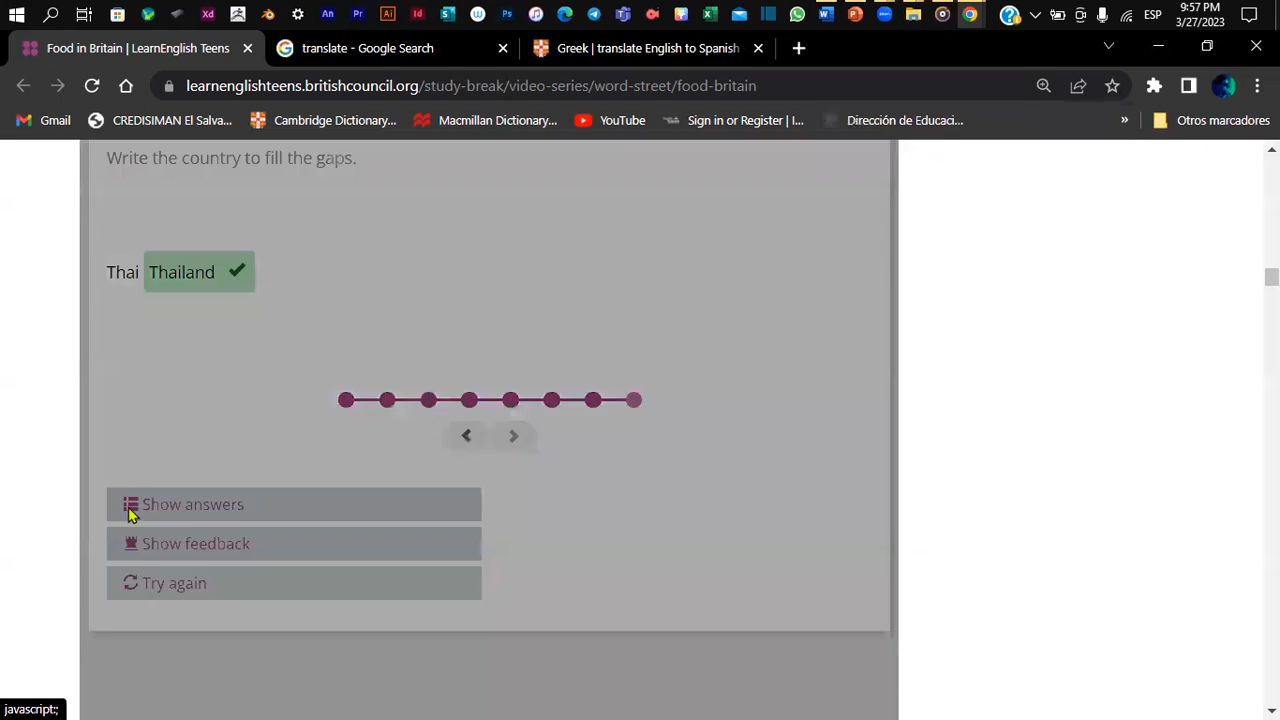 9:57 PM
ESP
3/27/2023
Food in Britain | LearnEnglish Teens
translate - Google Search
Greek | translate English to Spanish
learnenglishteens.britishcouncil.org/study-break/video-series/word-street/food-britain
Gmail
CREDISIMAN El Salva...
Cambridge Dictionary...
Macmillan Dictionary...
YouTube
Sign in or Register | I...
Dirección de Educaci...
»
Otros marcadores
Write the country to fill the gaps.
Thai Thailand
Show answers
Show feedback
Try again
javascript:;